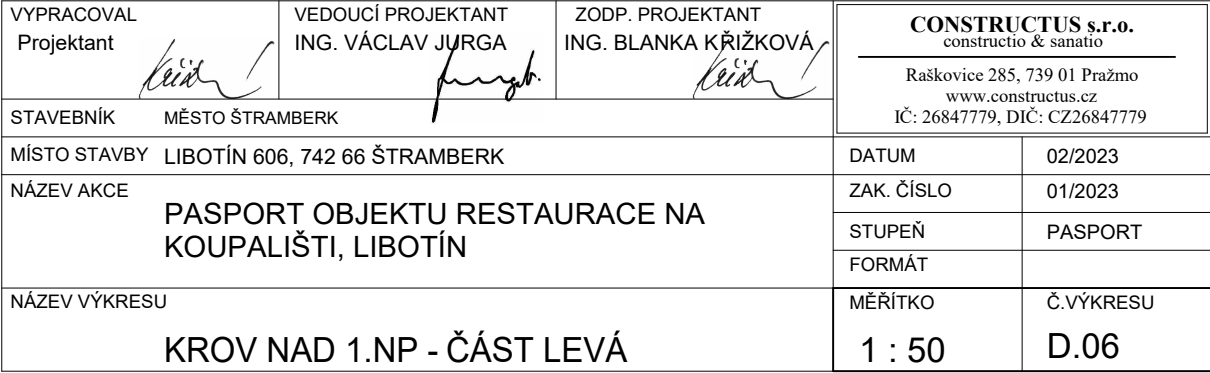 VYPRACOVAL
Projektant
VEDOUCÍ PROJEKTANT
ING. VÁCLAV JURGA
ZODP. PROJEKTANT
ING. BLANKA KŘIŽKOVÁ
CONSTRUCTUS s.r.o.
constructio & sanatio
Raškovice 285, 739 01 Pražmo
www.constructus.cz
IČ: 26847779, DIČ: CZ26847779
STAVEBNÍK MĚSTO ŠTRAMBERK
MÍSTO STAVBY LIBOTÍN 606, 742 66 ŠTRAMBERK
DATUM 02/2023
NÁZEV AKCE
PASPORT OBJEKTU RESTAURACE NA
KOUPALIŠTI, LIBOTÍN
ZAK. ČÍSLO 01/2023
STUPEŇ PASPORT
FORMÁT
NÁZEV VÝKRESU
KROV NAD 1.NP - ČÁST LEVÁ
MĚŘÍTKO
1 : 50
Č.VÝKRESU
D.06